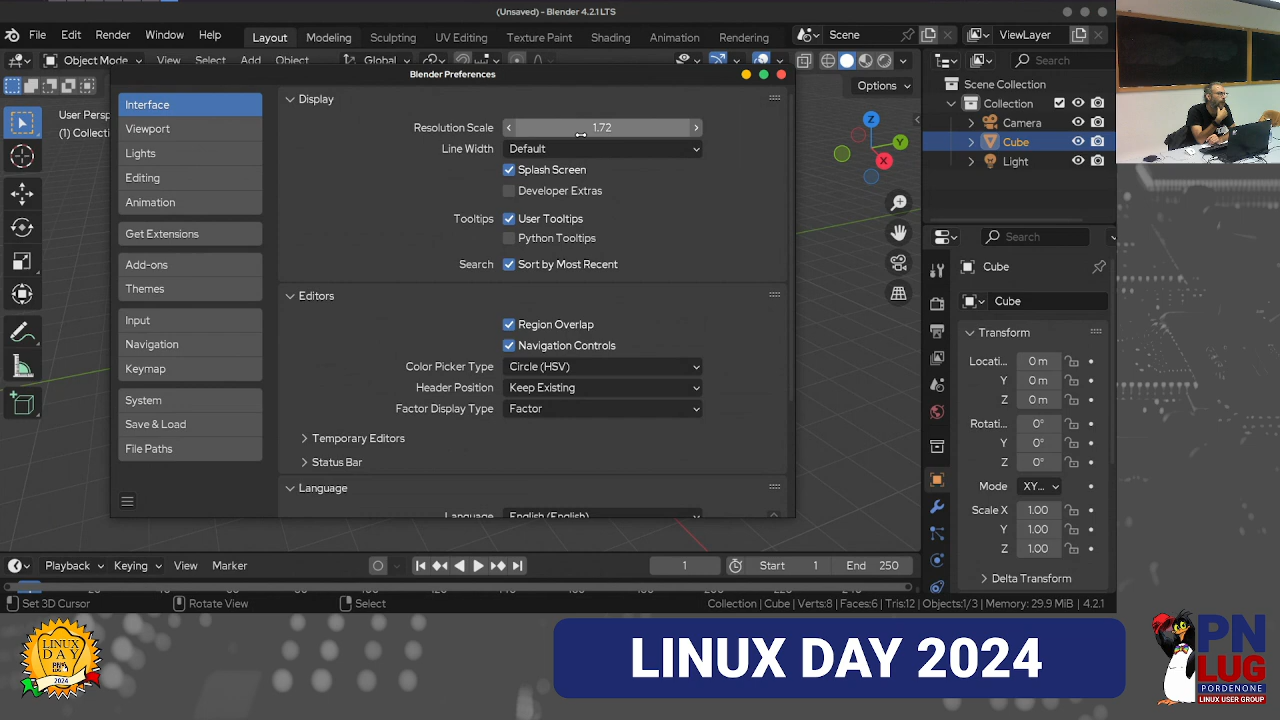 (Unsaved) - Blender 4.2.1 LTS
File Edit Render Window Help Layout Modeling Sculpting UV Editing Texture Paint Shading Animation Rendering Scene ViewLayer
Object Mode View Select Add Object Global Search
Options
Blender Preferences
User Persp
(1) Collecti
Interface
Viewport
Lights
Editing
Animation
Get Extensions
Add-ons
Themes
Input
Navigation
Keymap
System
Save & Load
File Paths
Display
Resolution Scale 1.72
Line Width Default
Splash Screen
Developer Extras
Tooltips User Tooltips
Python Tooltips
Search Sort by Most Recent
Editors
Region Overlap
Navigation Controls
Color Picker Type Circle (HSV)
Header Position Keep Existing
Factor Display Type Factor
Temporary Editors
Status Bar
Language
Language English (English)
Z
Y
X
Scene Collection
Collection
Camera
Cube
Light
Search
Cube
Cube
Transform
Locati... 0 m
Y 0 m
Z 0 m
Rotati... 0°
Y 0°
Z 0°
Mode XY...
Scale X 1.00
Y 1.00
Z 1.00
Delta Transform
Playback Keying View Marker 1 Start 1 End 250
Set 3D Cursor Rotate View Select Collection | Cube | Verts:8 | Faces:6 | Tris:12 | Objects:1/3 | Memory: 29.9 MiB | 4.2.1
LINUX DAY 2024
LINUX
DAY
2024
PN
LUG
PORDENONE
LINUX USER GROUP